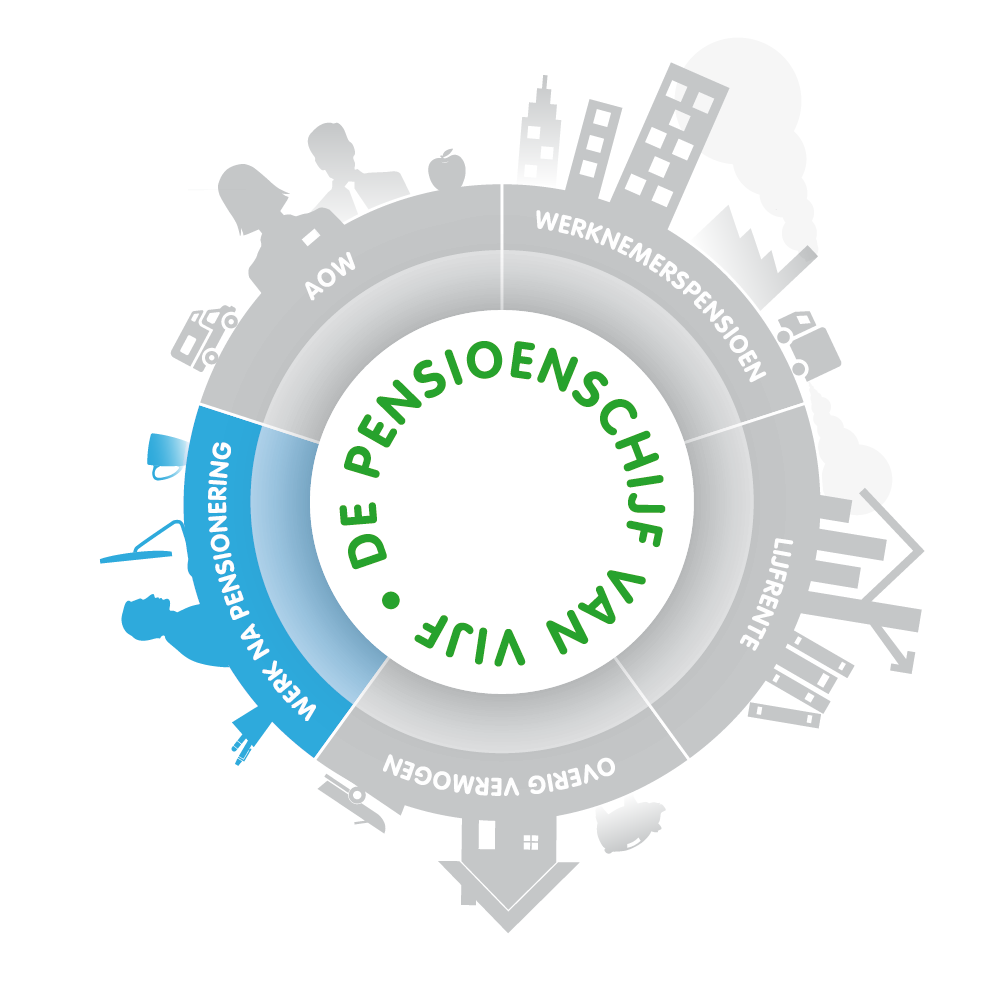 DE PENSIOENSCHIJF VAN VIJF •
AOW
WERKNEMERSPENSIOEN
LIJFRENTE
OVERIG VERMOGEN
WERK NA PENSIONERING